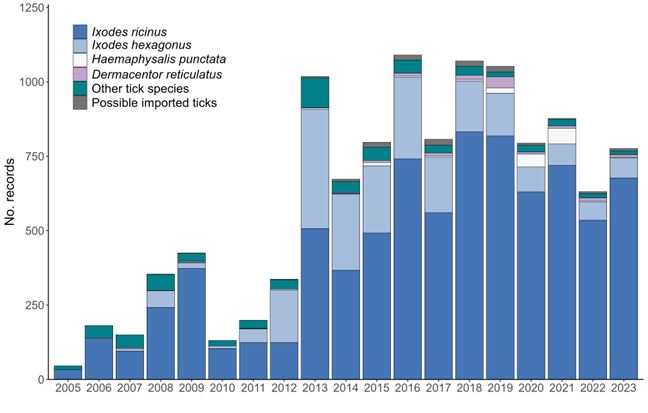 1250
1000
750
500
250
0
No. records
Ixodes ricinus
Ixodes hexagonus
Haemaphysalis punctata
Dermacentor reticulatus
Other tick species
Possible imported ticks
2005 2006 2007 2008 2009 2010 2011 2012 2013 2014 2015 2016 2017 2018 2019 2020 2021 2022 2023